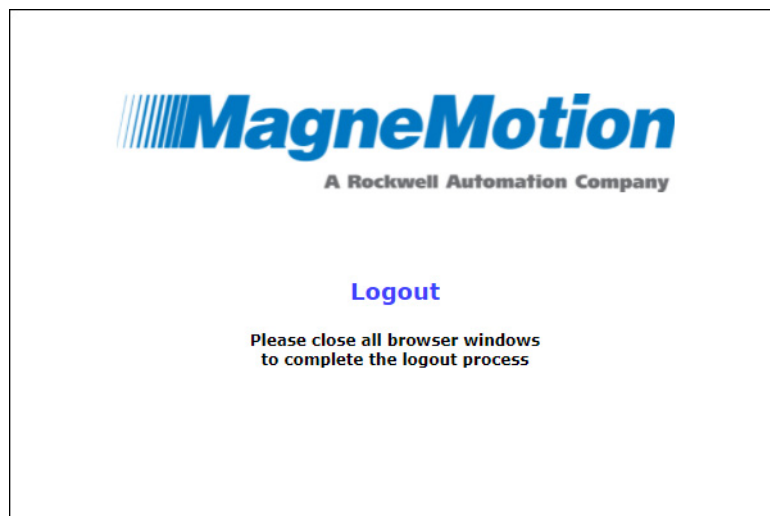 MagneMotion
A Rockwell Automation Company
Logout
Please close all browser windows
to complete the logout process